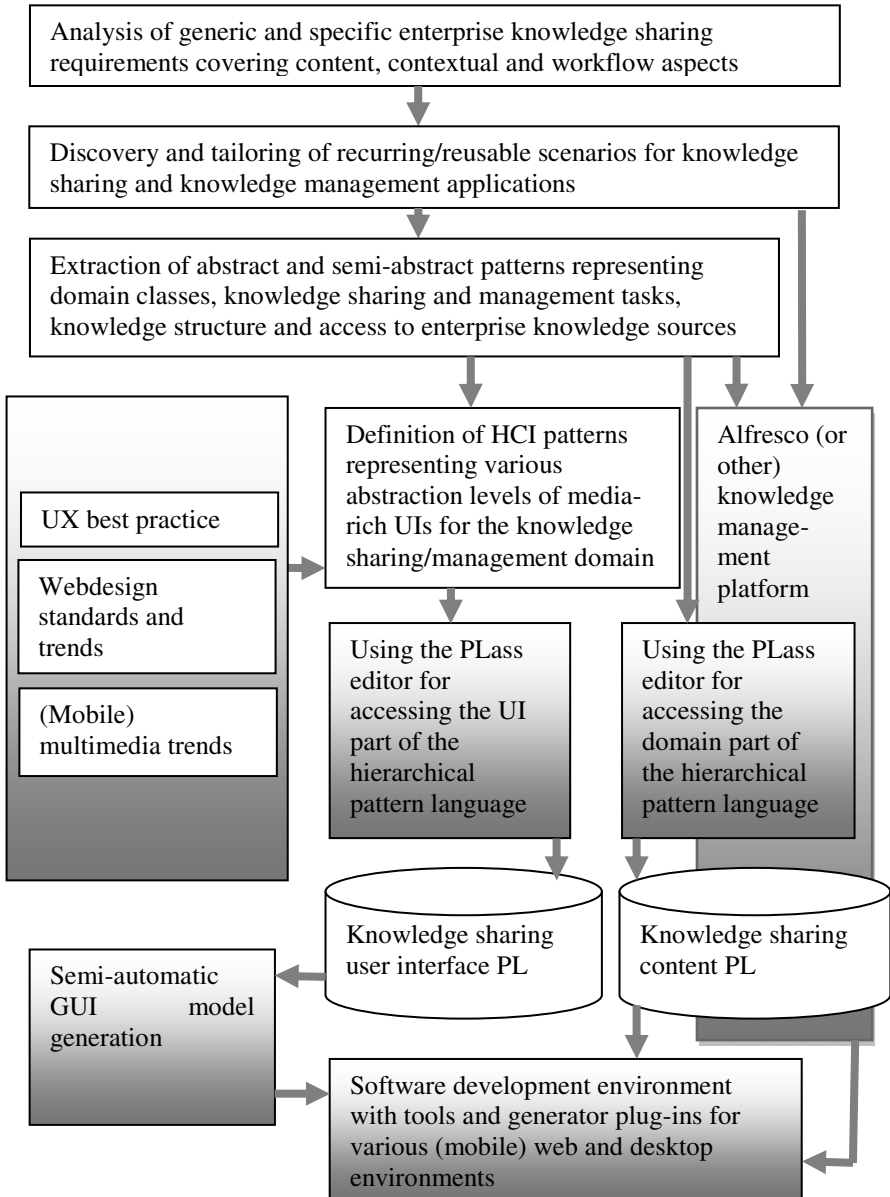 Analysis of generic and specific enterprise knowledge sharing
requirements covering content, contextual and workflow aspects
Discovery and tailoring of recurring/reusable scenarios for knowledge
sharing and knowledge management applications
Extraction of abstract and semi-abstract patterns representing
domain classes, knowledge sharing and management tasks,
knowledge structure and access to enterprise knowledge sources
UX best practice
Webdesign
standards and
trends
(Mobile)
multimedia trends
Definition of HCI patterns
representing various
abstraction levels of media-
rich UIs for the knowledge
sharing/management domain
Alfresco (or
other)
knowledge
manage-
ment
platform
Using the PLass
editor for
accessing the UI
part of the
hierarchical
pattern language
Using the PLass
editor for
accessing the
domain part of
the hierarchical
pattern language
Knowledge sharing
user interface PL
Knowledge sharing
content PL
Semi-automatic
GUI model
generation
Software development environment
with tools and generator plug-ins for
various (mobile) web and desktop
environments